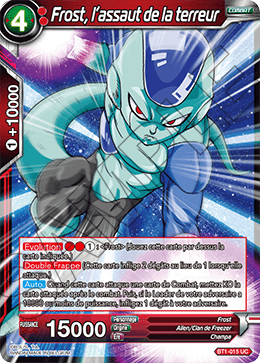 4
Frost, l'assaut de la terreur
COMBAT
1 +10000
Evolution 1 : <Frost> (Jouez cette carte par dessus la
carte indiquée.)
Double Frappe (Cette carte inflige 2 dégâts au lieu de 1 lorsqu'elle
attaque.)
Auto Quand cette carte attaque une carte de Combat, mettez KO la
carte attaquée après le combat. Puis, si le Leader de votre adversaire a
de puissance, infligez 1 dégât à votre adversaire.
PUISSANCE
15000
Personnage
Frost
Origine
Alien/Clan de Freezer
Ere
Champa
BT1-015 UC